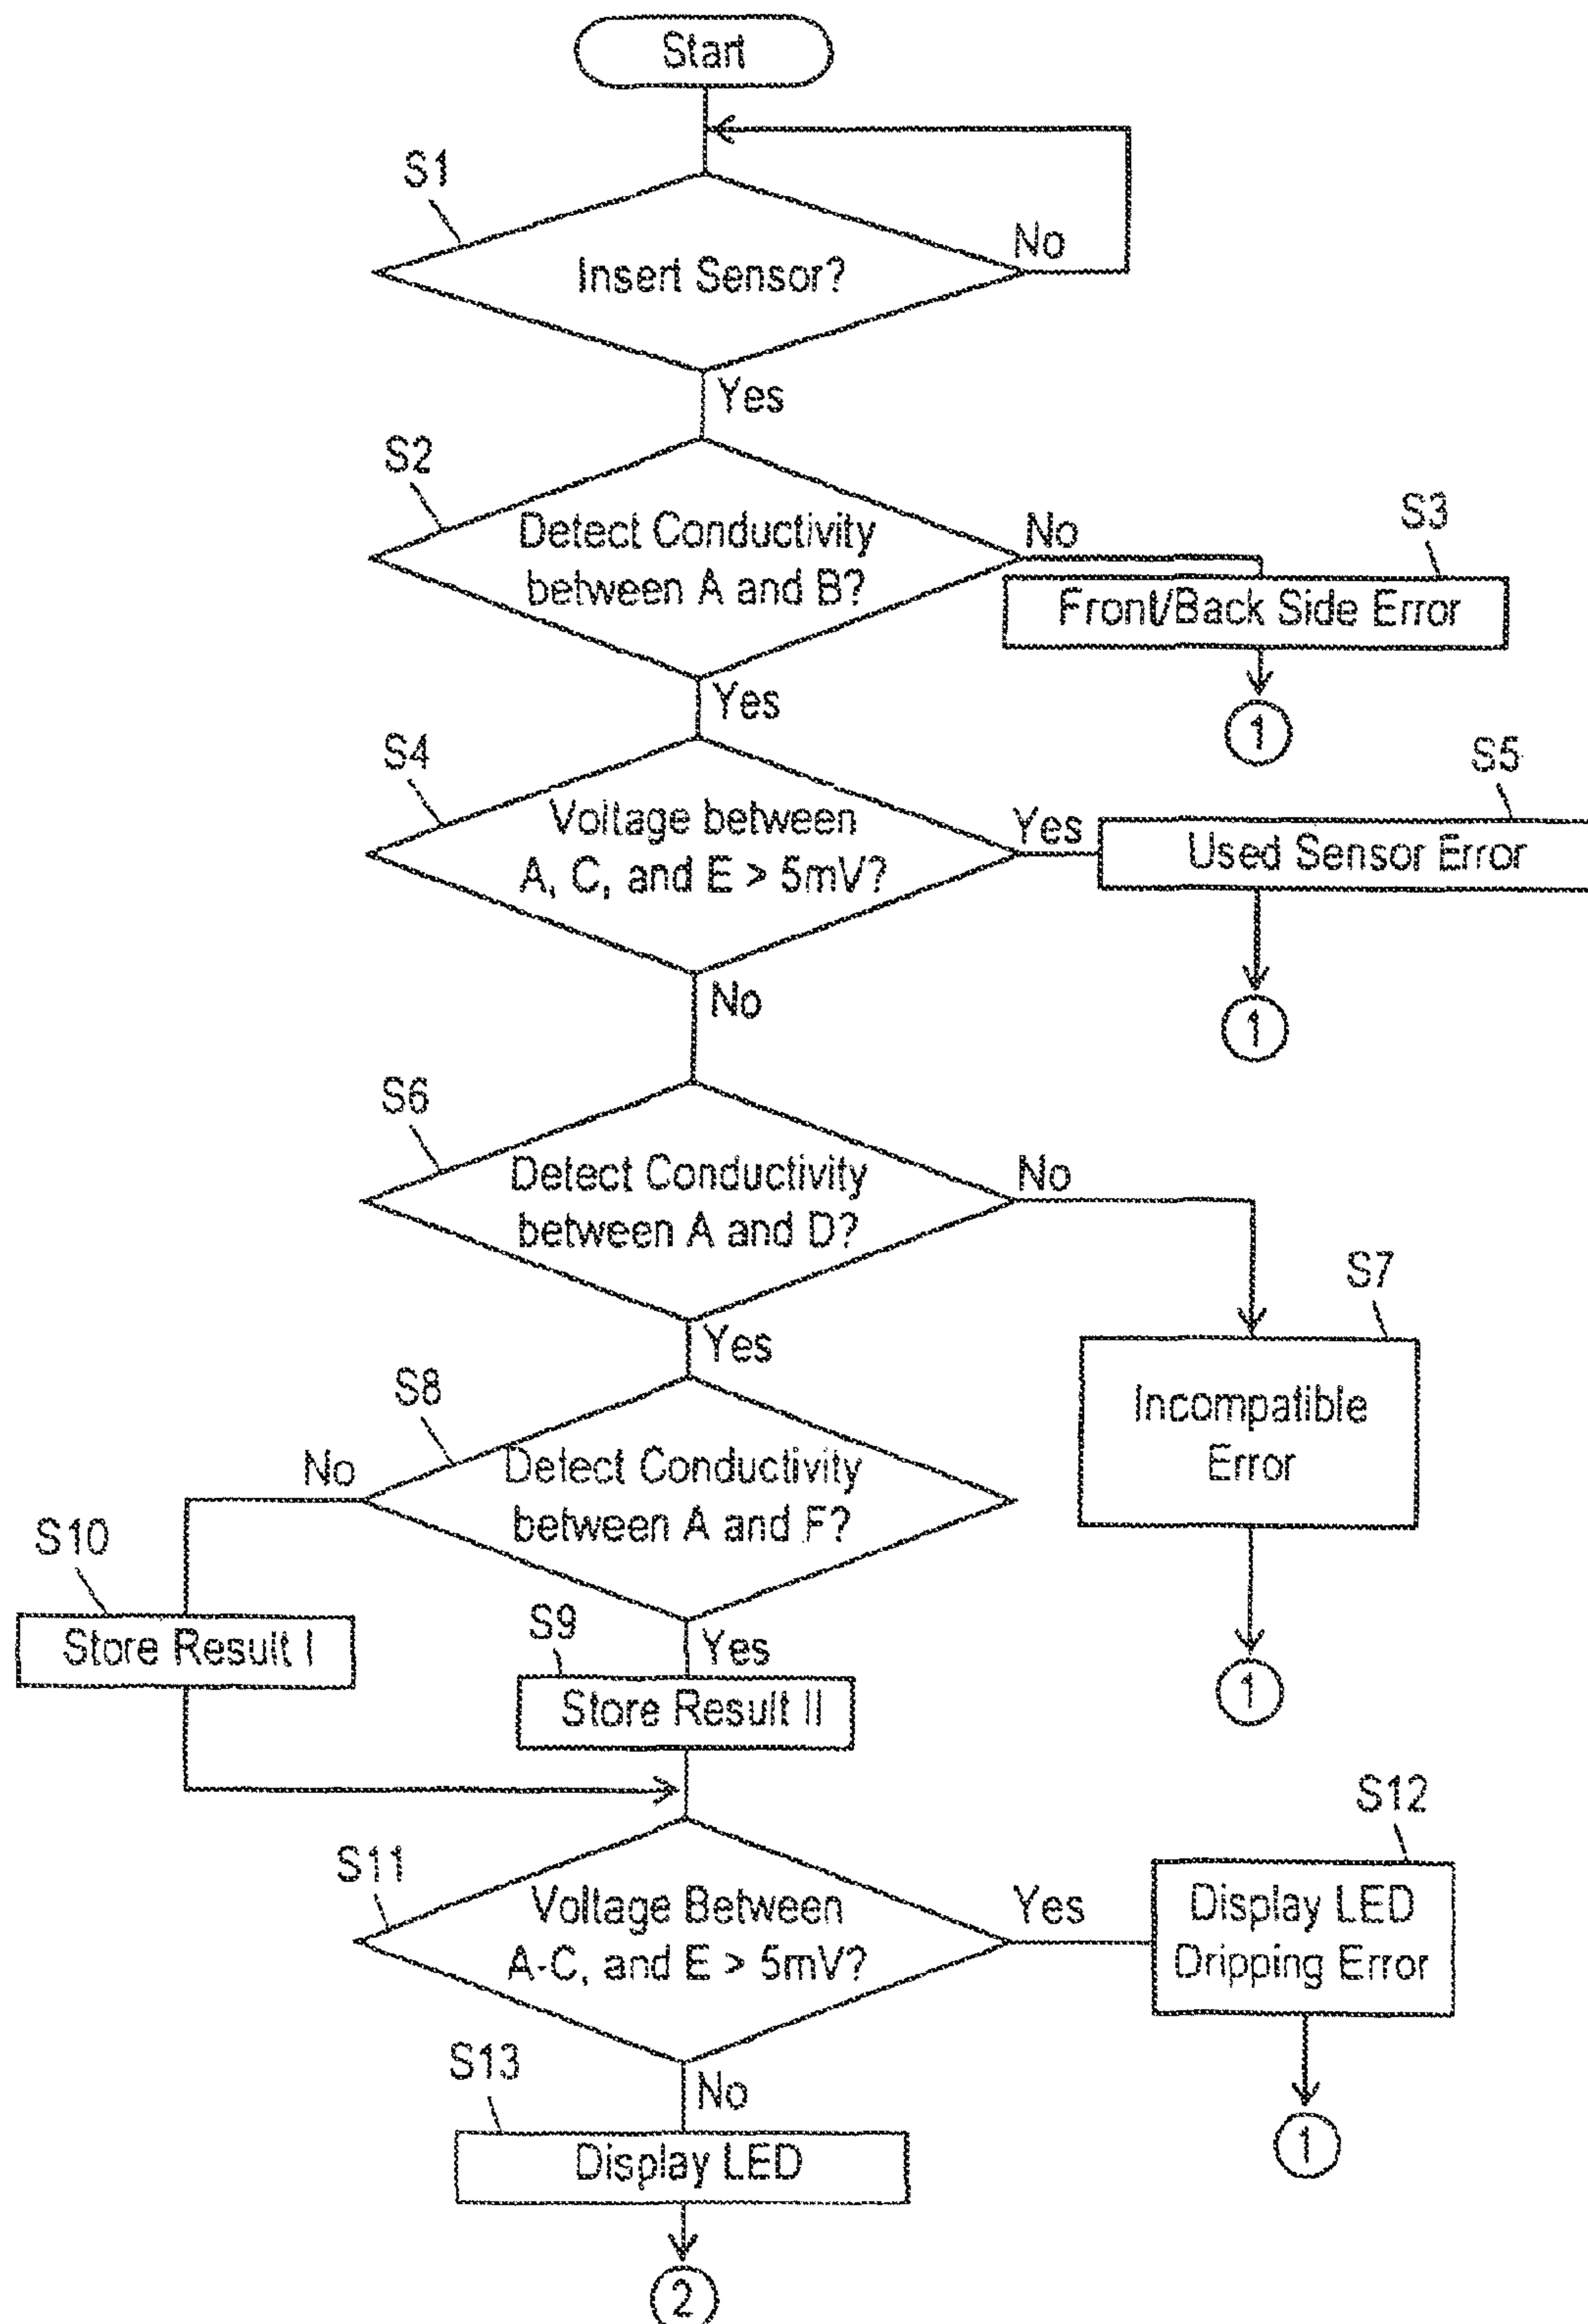 Start
S1
Insert Sensor?
No
Yes
S2
Detect Conductivity
between A and B?
No
S3
Front/Back Side Error
1
Yes
S4
Voltage between
A, C, and E > 5mV?
Yes
S5
Used Sensor Error
1
No
S6
Detect Conductivity
between A and D?
No
S7
Incompatible
Error
1
Yes
S8
Detect Conductivity
between A and F?
No
S10
Store Result I
Yes
S9
Store Result II
S11
Voltage Between
A-C, and E > 5mV?
Yes
S12
Display LED
Dripping Error
1
No
S13
Display LED
2